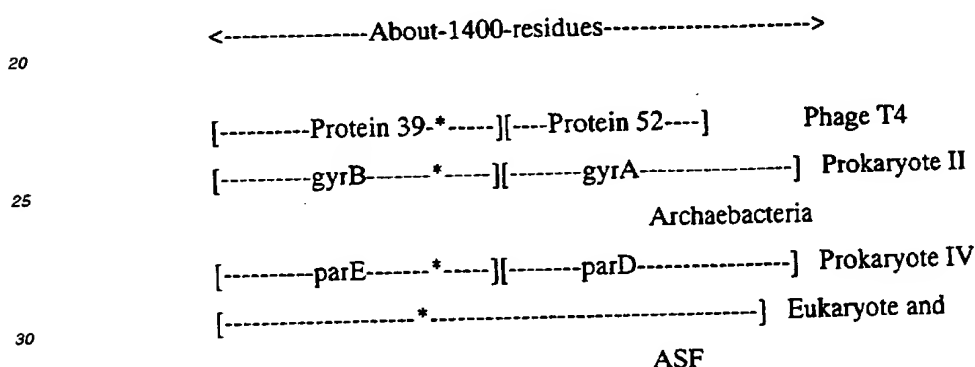 <-----------------About-1400-residues------------------------>
20
[----------Protein 39-*------][----Protein 52----] Phage T4
[----------gyrB-------*-----][-------gyrA----------------] Prokaryote II
25
Archaebacteria
[----------parE-------*-----][-------parD----------------] Prokaryote IV
[--------------------*-----------------------------------] Eukaryote and
30
ASF